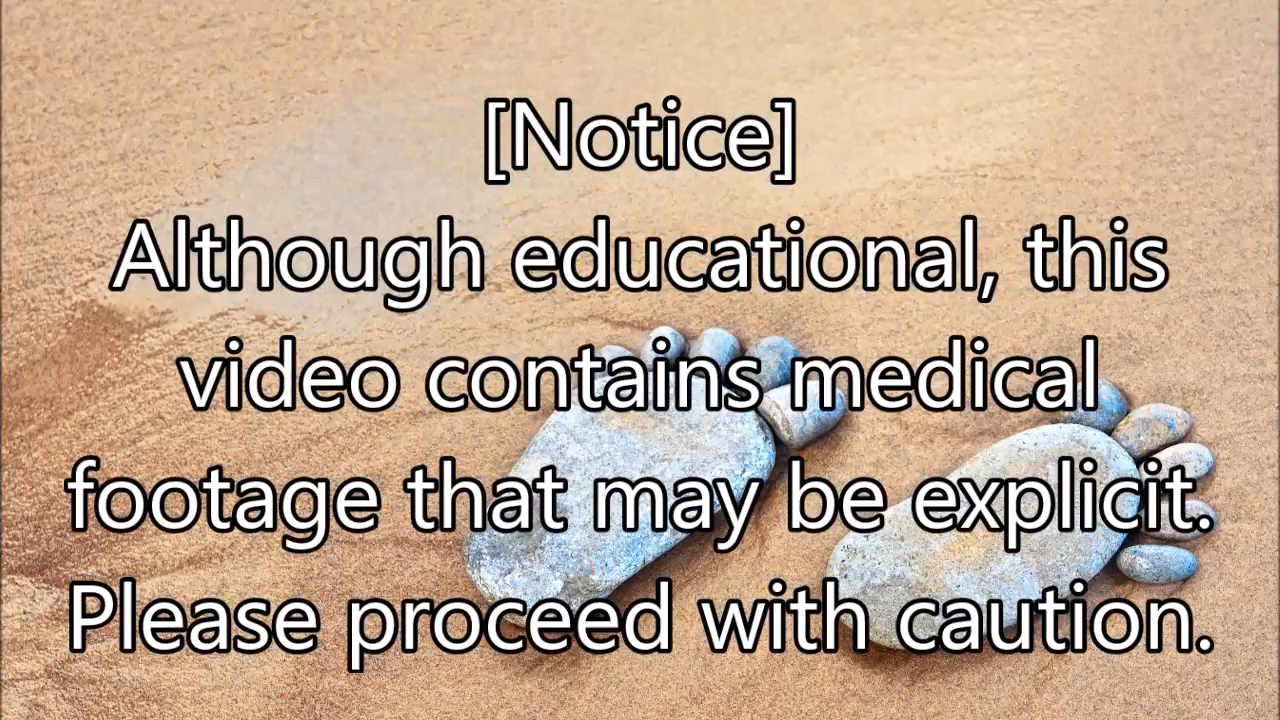 [Notice]
Although educational, this
video contains medical
footage that may be explicit.
Please proceed with caution.